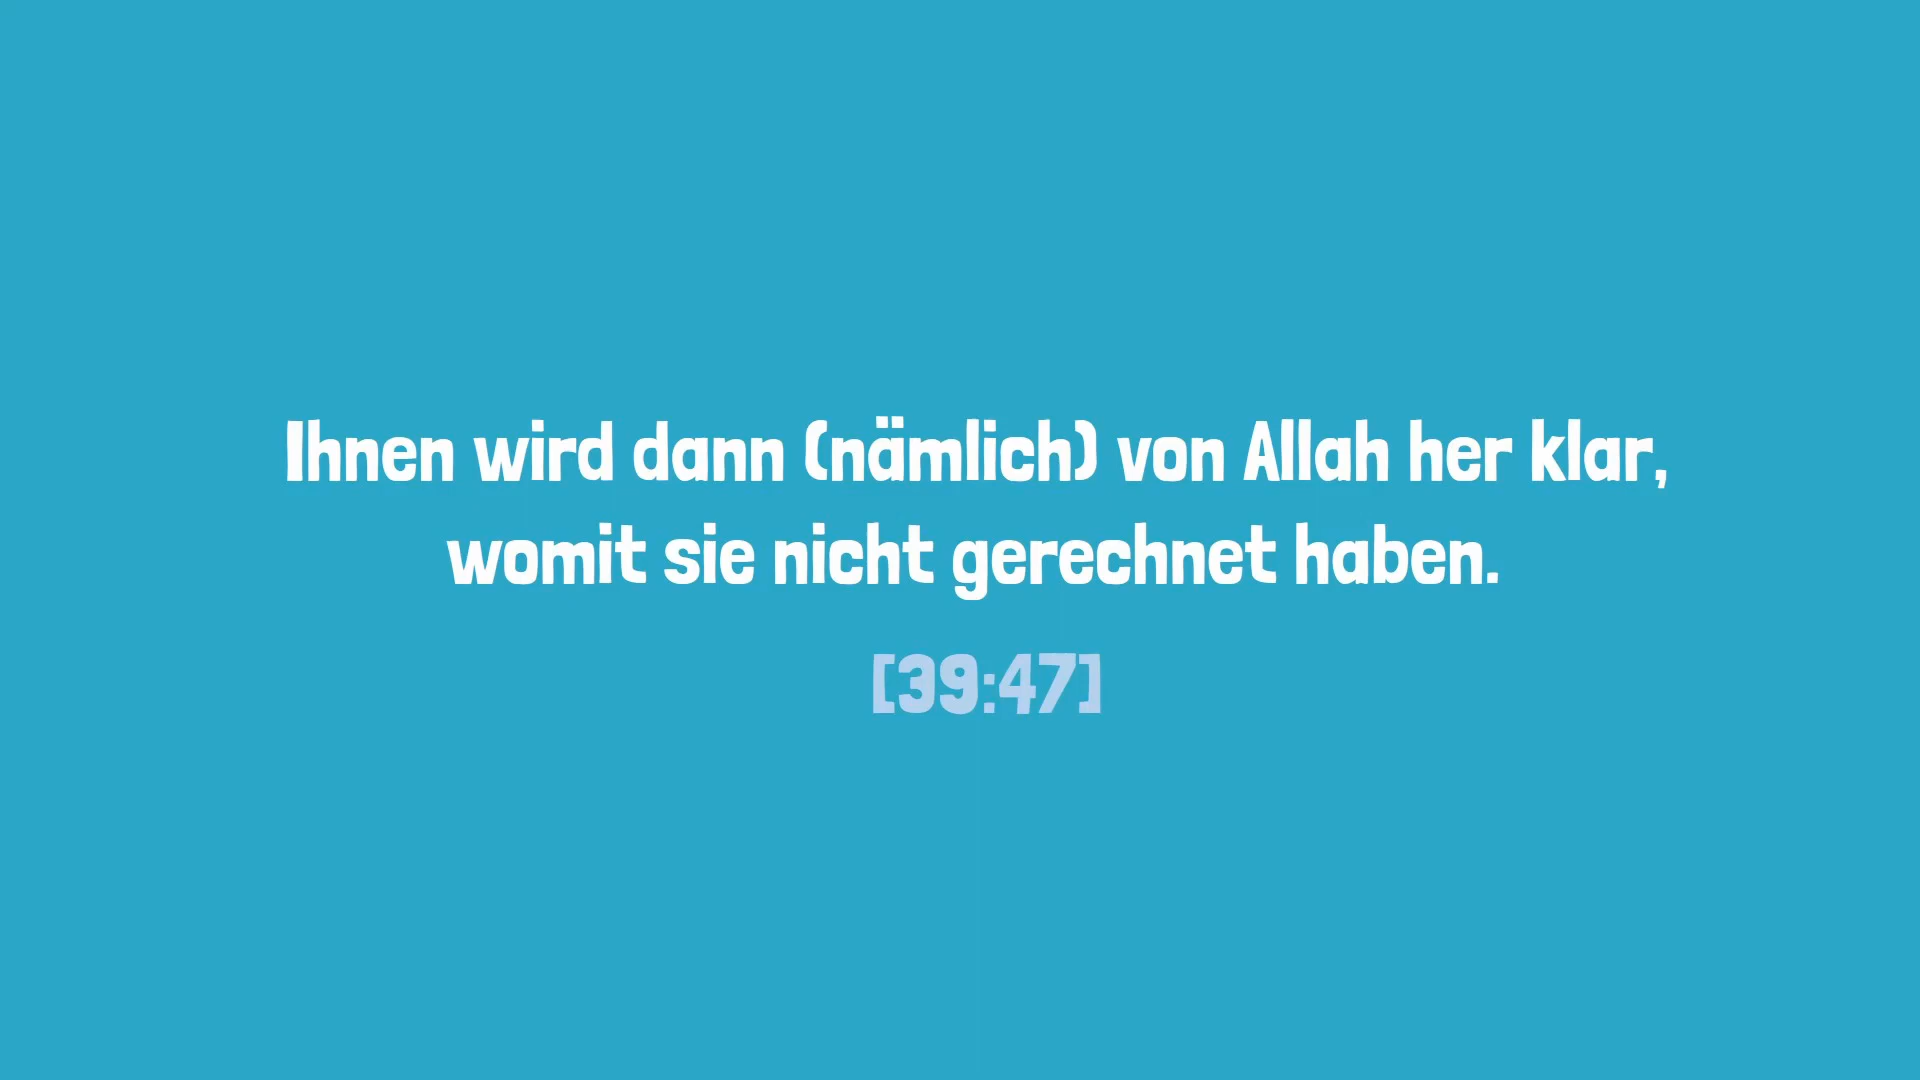 Ihnen wird dann (nämlich) von Allah her klar,
womit sie nicht gerechnet haben.
[39:47]